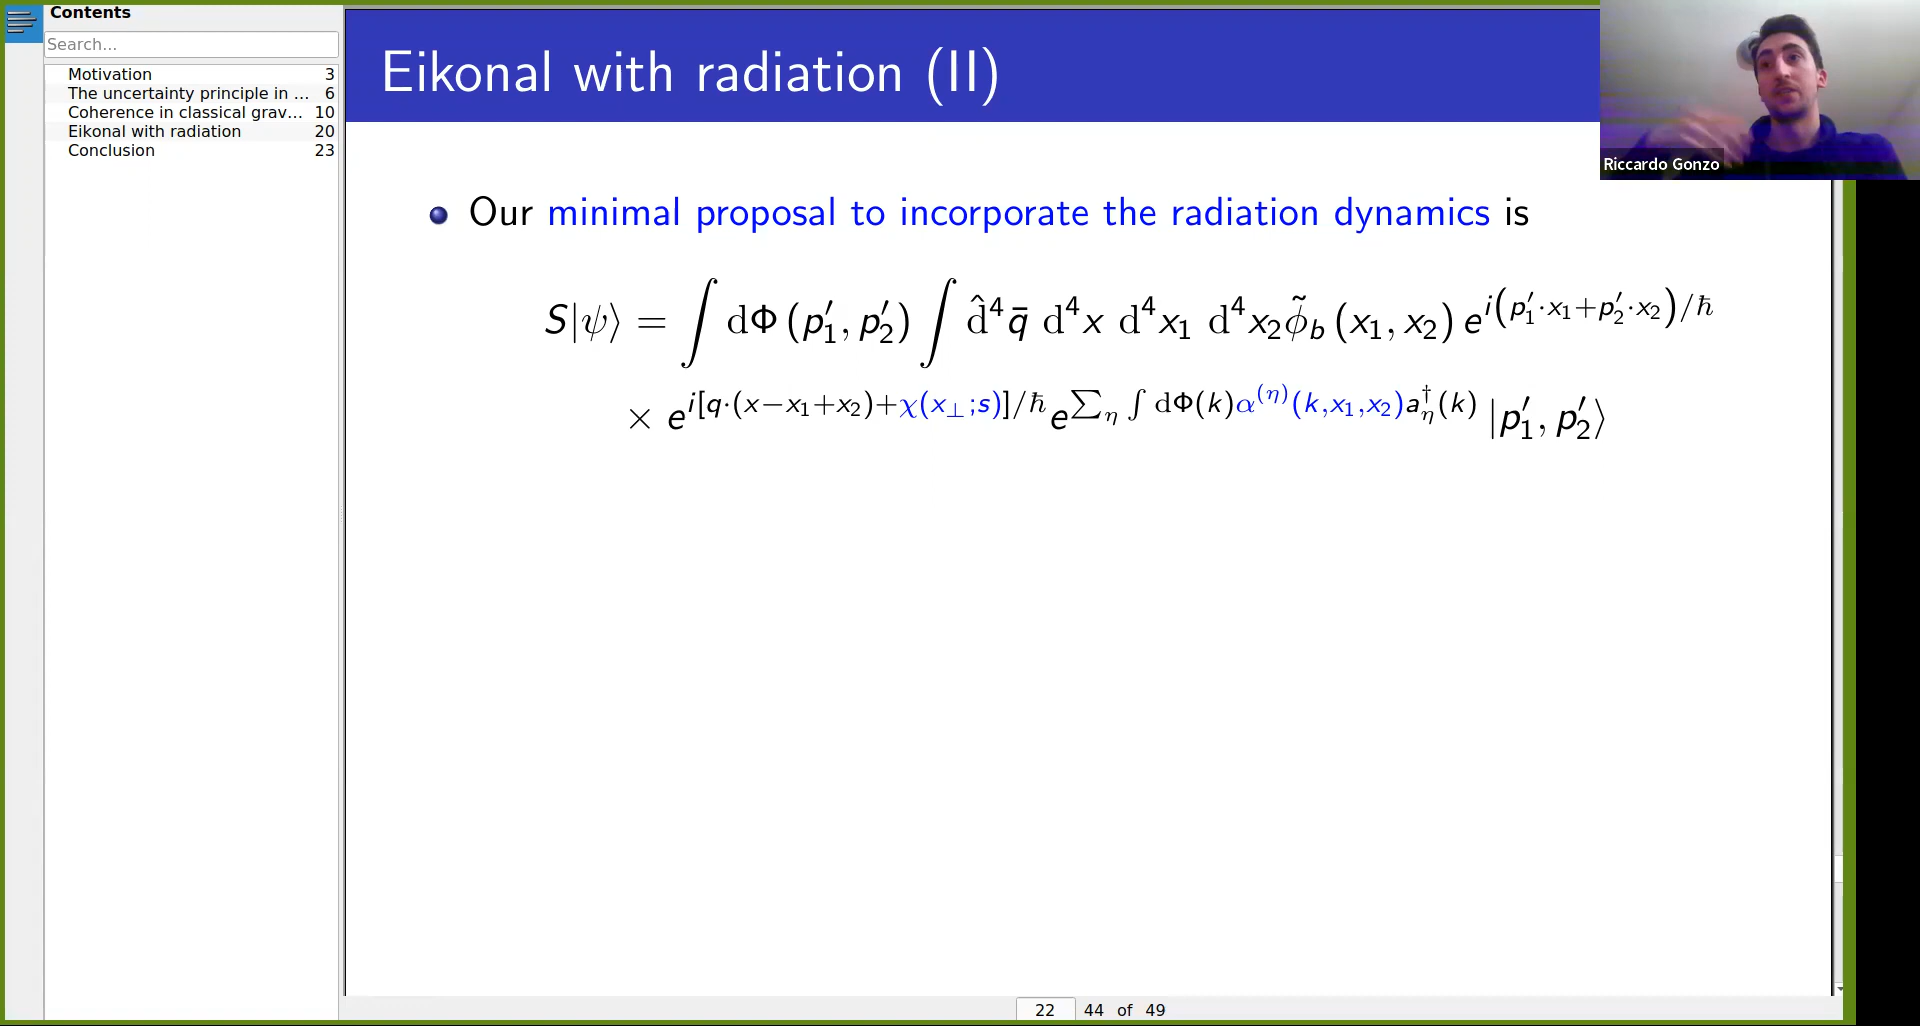 Contents
Search...
Motivation 3
The uncertainty principle in ... 6
Coherence in classical grav... 10
Eikonal with radiation 20
Conclusion 23
Eikonal with radiation (II)
Riccardo Gonzo
Our minimal proposal to incorporate the radiation dynamics is
S|ψ⟩ = ∫ dΦ (p′₁, p′₂) ∫ d̂⁴q̄ d⁴x d⁴x₁ d⁴x₂ ϕ̃_b (x₁, x₂) e^{i(p′₁·x₁+p′₂·x₂)/ħ}
× e^{i[q·(x−x₁+x₂)+χ(x_⊥;s)]/ħ} e^{∑_η ∫ dΦ(k)α^{(η)}(k,x₁,x₂)a†_η(k)} |p′₁, p′₂⟩
22 44 of 49